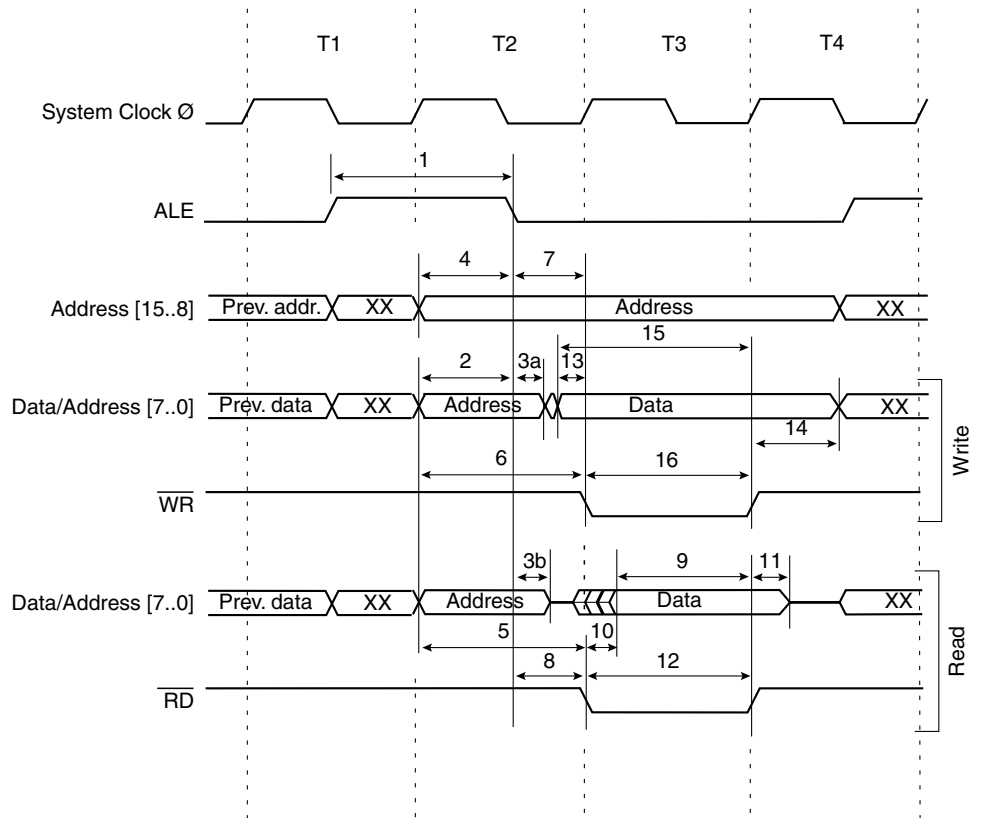 T1 T2 T3 T4
System Clock Ø
1
ALE
4 7
Address [15..8] Prev. addr. XX Address XX
15
2 3a 13
Data/Address [7..0] Prev. data XX Address Data XX
14
6 16
WR
Write
3b 9 11
Data/Address [7..0] Prev. data XX Address Data XX
5 10
8 12
RD
Read